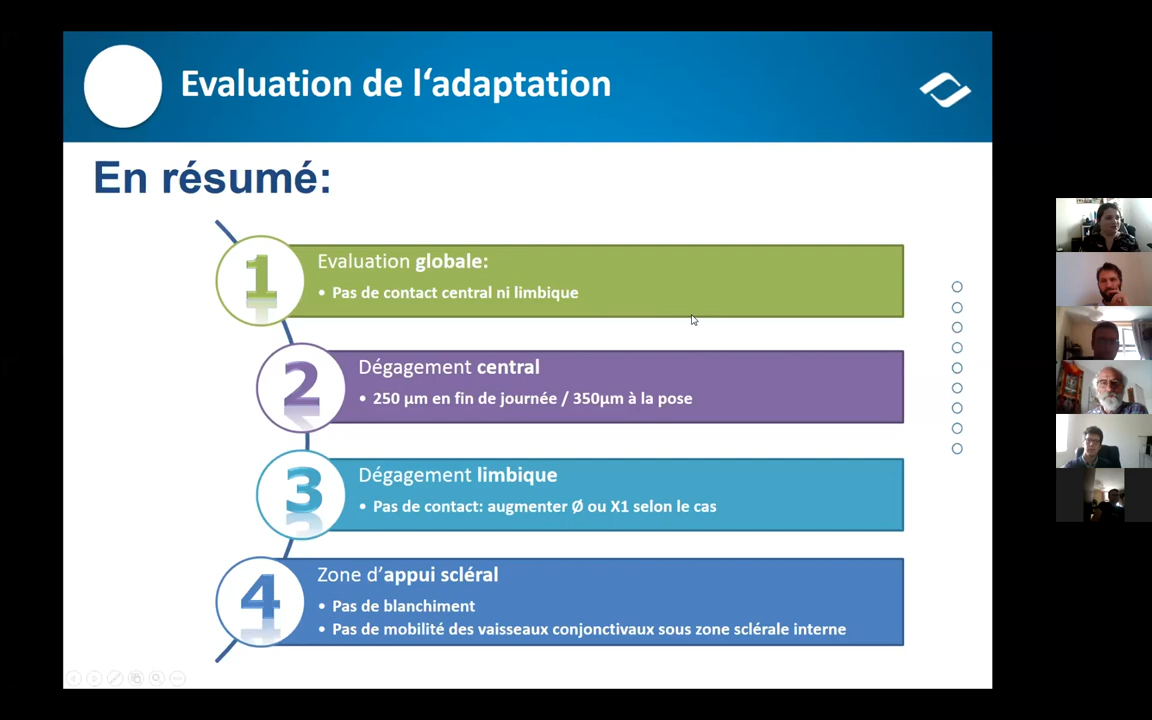 Evaluation de l‘adaptation
En résumé:
1
Evaluation globale:
• Pas de contact central ni limbique
2
Dégagement central
• 250 µm en fin de journée / 350µm à la pose
3
Dégagement limbique
• Pas de contact: augmenter Ø ou X1 selon le cas
4
Zone d’appui scléral
• Pas de blanchiment
• Pas de mobilité des vaisseaux conjonctivaux sous zone sclérale interne